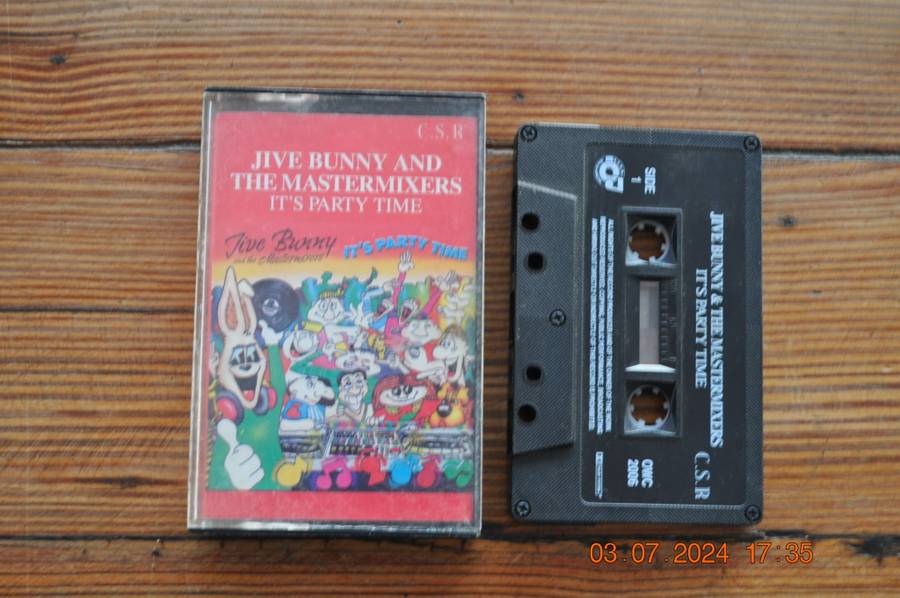 C.S.R
JIVE BUNNY AND
THE MASTERMIXERS
IT'S PARTY TIME
Jive Bunny
and the Mastermixers
IT'S PARTY TIME
SIDE
1
JIVE BUNNY & THE MASTERMIXERS
IT'S PARTY TIME
C.S.R
OWC
2006
03.07.2024 17:35